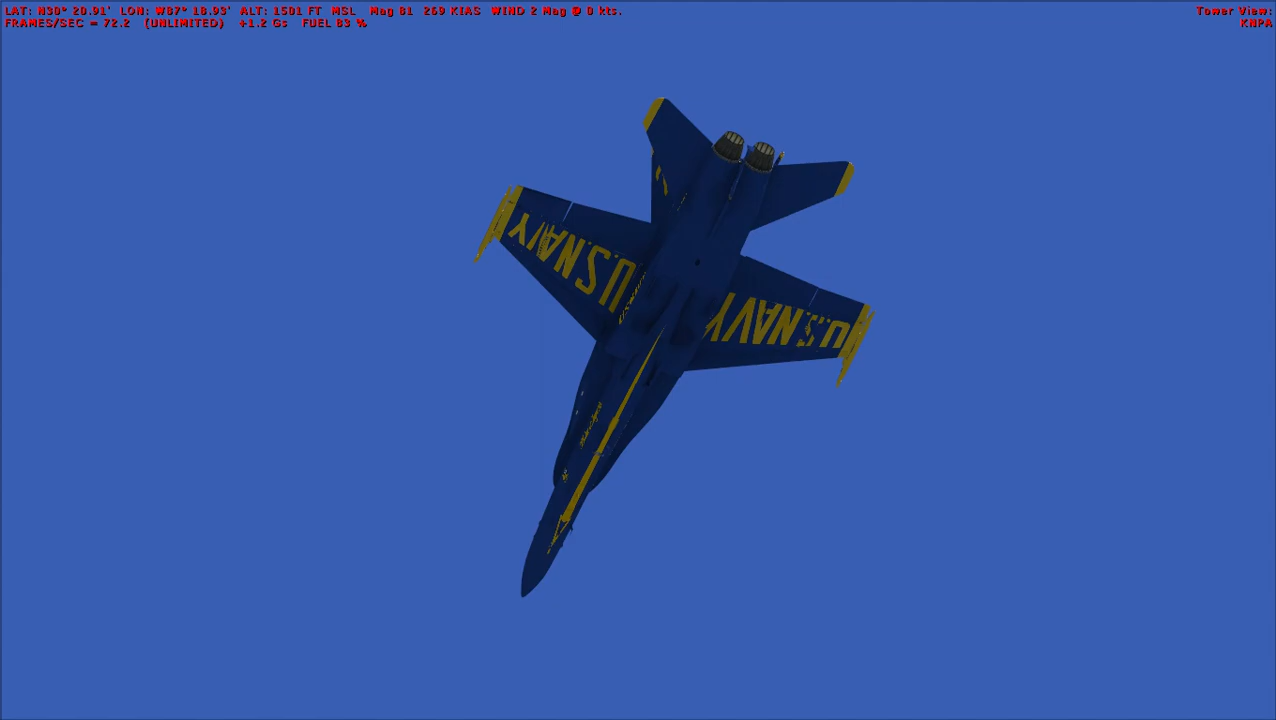 LAT: N30° 20.91' LON: W87° 18.93' ALT: 1501 FT MSL Mag 81 269 KIAS WIND 2 Mag @ 0 kts.
FRAMES/SEC = 72.2 (UNLIMITED) +1.2 Gs FUEL 83 %
Tower View:
KNPA
U.S.NAVY
U.S.NAVY